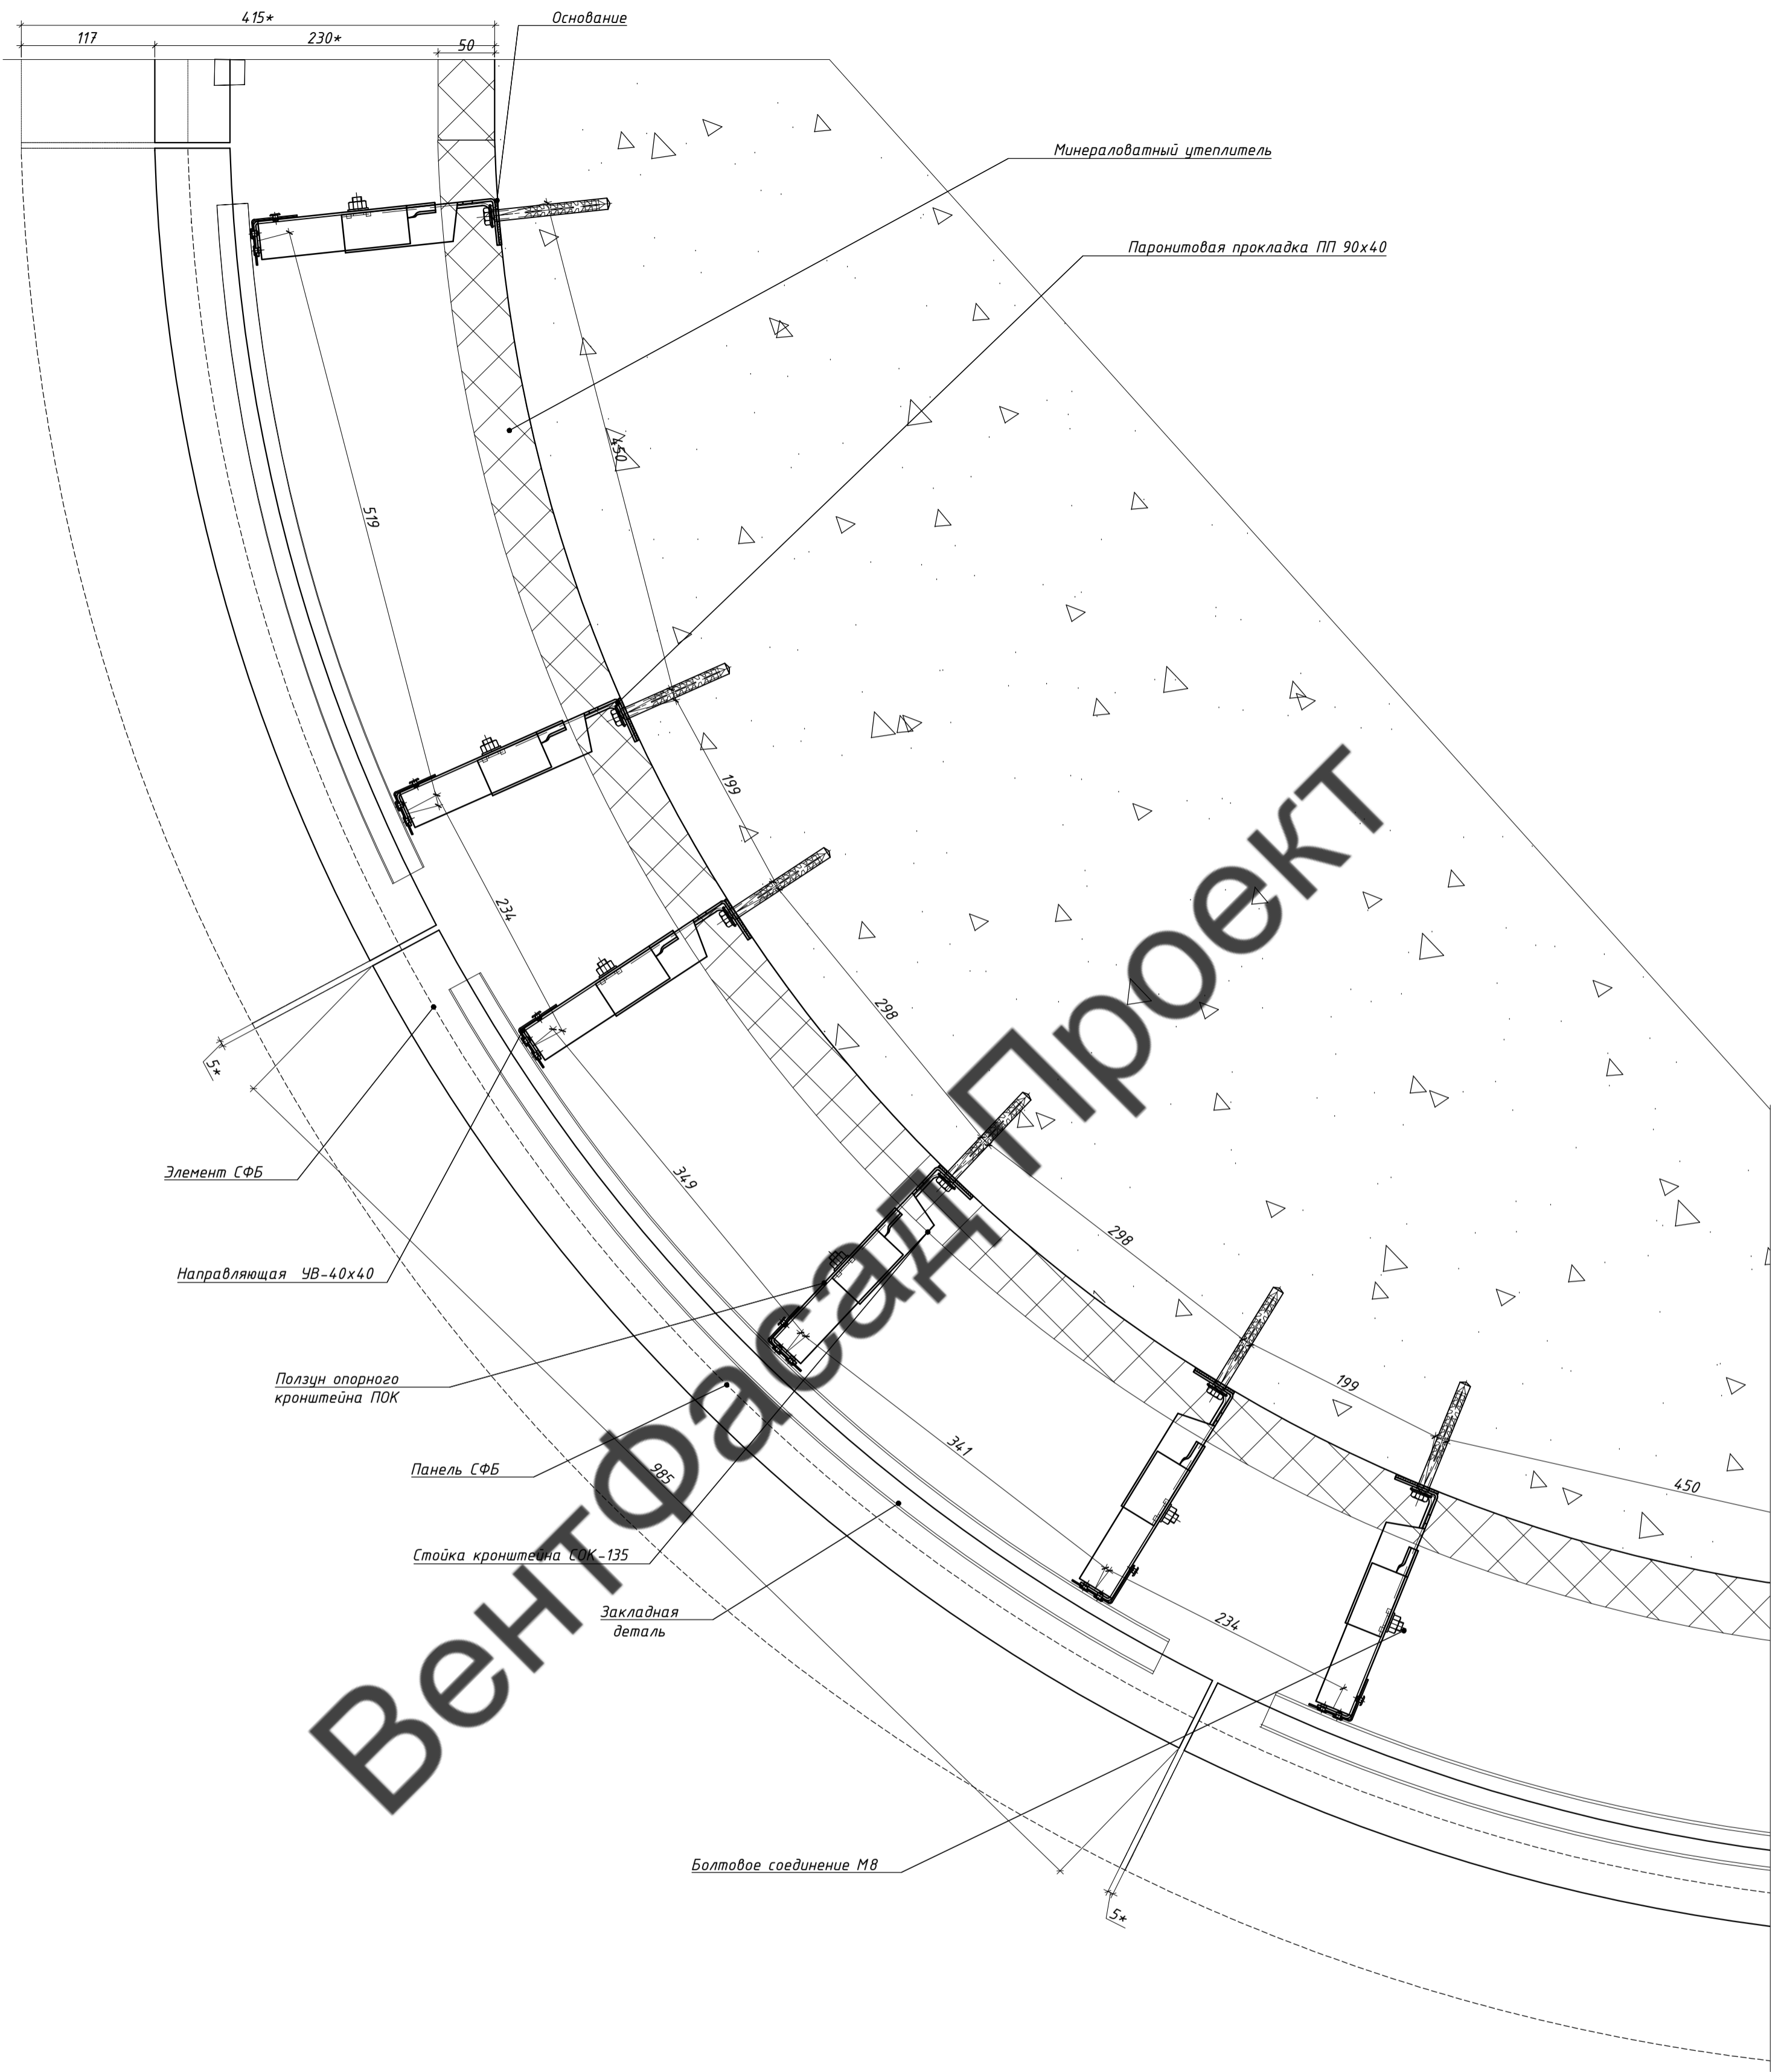 415*
Основание
117
230*
50
Минераловатный утеплитель
Паронитовая прокладка ПП 90х40
450
519
199
234
298
5*
Элемент СФБ
349
298
Направляющая УВ-40х40
Ползун опорного
кронштейна ПОК
199
341
Панель СФБ
985
450
Стойка кронштейна СОК-135
Закладная
деталь
234
Болтовое соединение М8
5*
ВентФасад Проект